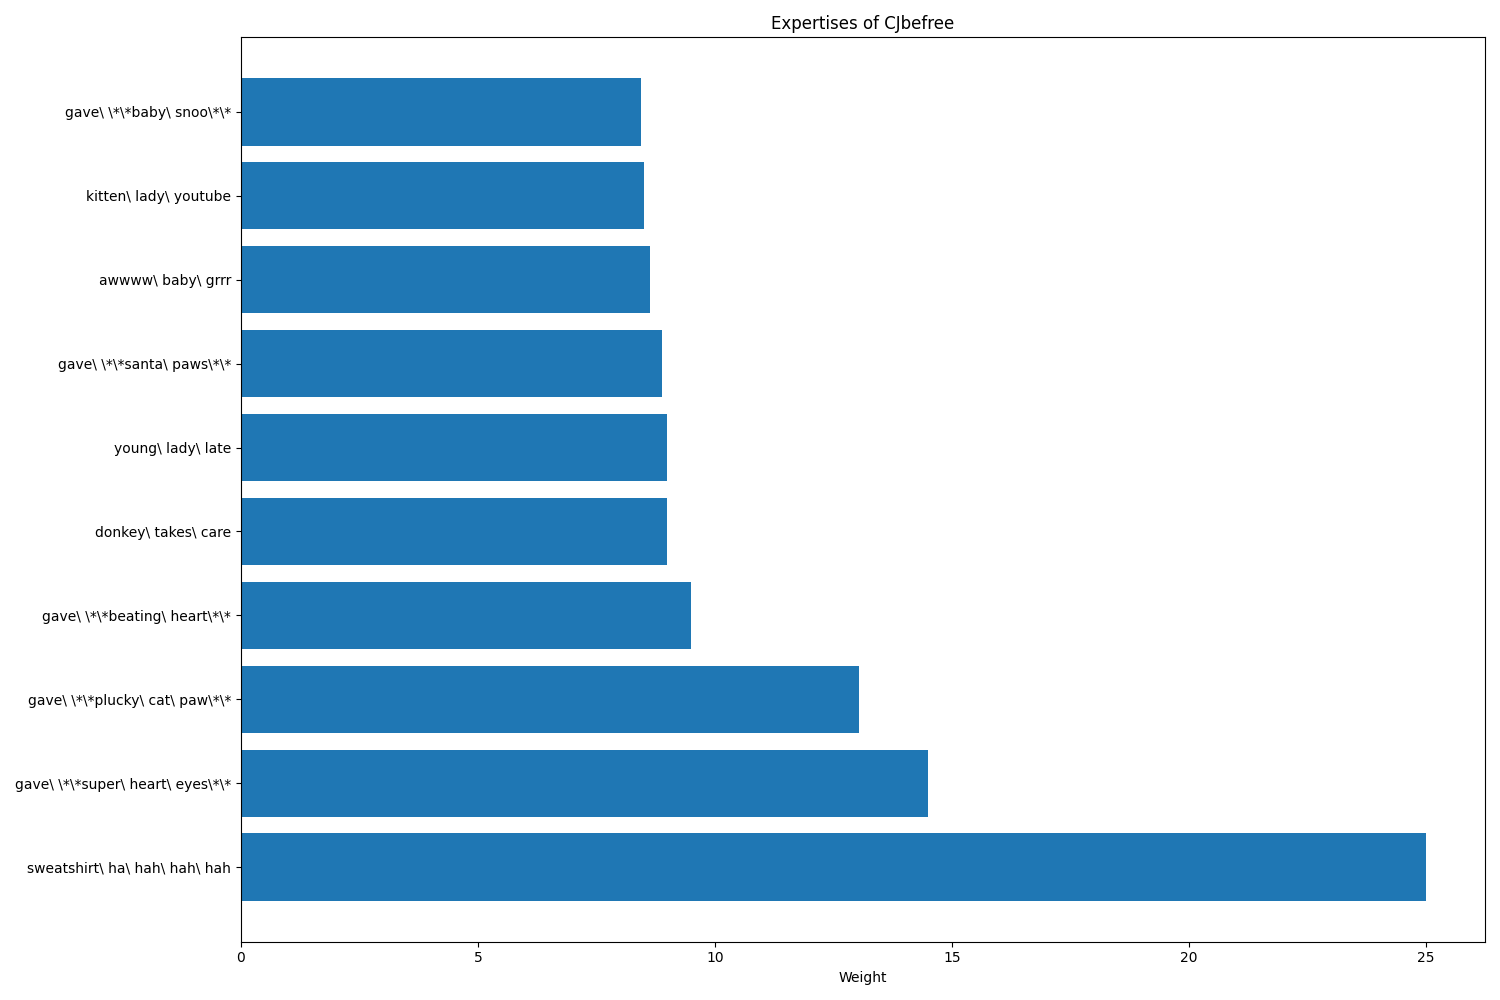 Expertises of CJbefree
gave\ \*\*baby\ snoo\*\*
kitten\ lady\ youtube
awwww\ baby\ grrr
gave\ \*\*santa\ paws\*\*
young\ lady\ late
donkey\ takes\ care
gave\ \*\*beating\ heart\*\*
gave\ \*\*plucky\ cat\ paw\*\*
gave\ \*\*super\ heart\ eyes\*\*
sweatshirt\ ha\ hah\ hah\ hah
0 5 10 15 20 25
Weight